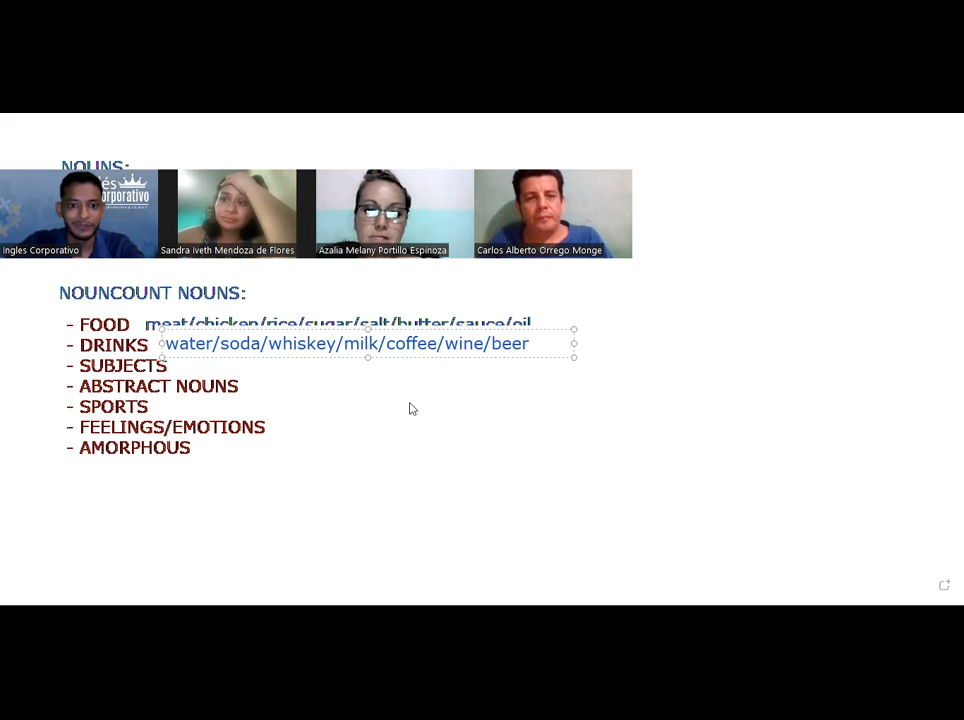 NOUNS:
lés
orporativo
Ingles Corporativo
Sandra Iveth Mendoza de Flores
Azalia Melany Portillo Espinoza
Carlos Alberto Orrego Monge
NOUNCOUNT NOUNS:
- FOOD meat/chicken/rice/sugar/salt/butter/sauce/oil
- DRINKS water/soda/whiskey/milk/coffee/wine/beer
- SUBJECTS
- ABSTRACT NOUNS
- SPORTS
- FEELINGS/EMOTIONS
- AMORPHOUS